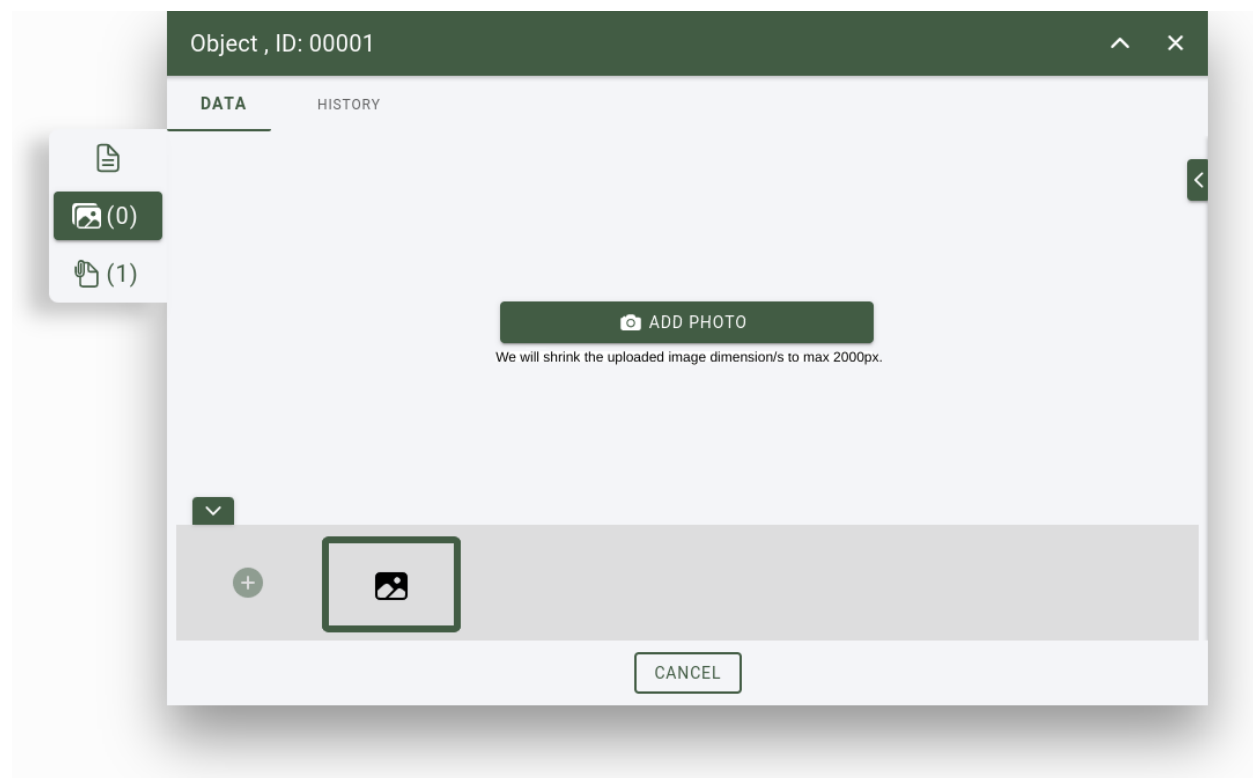 Object , ID: 00001
DATA
HISTORY
(0)
(1)
ADD PHOTO
We will shrink the uploaded image dimension/s to max 2000px.
CANCEL